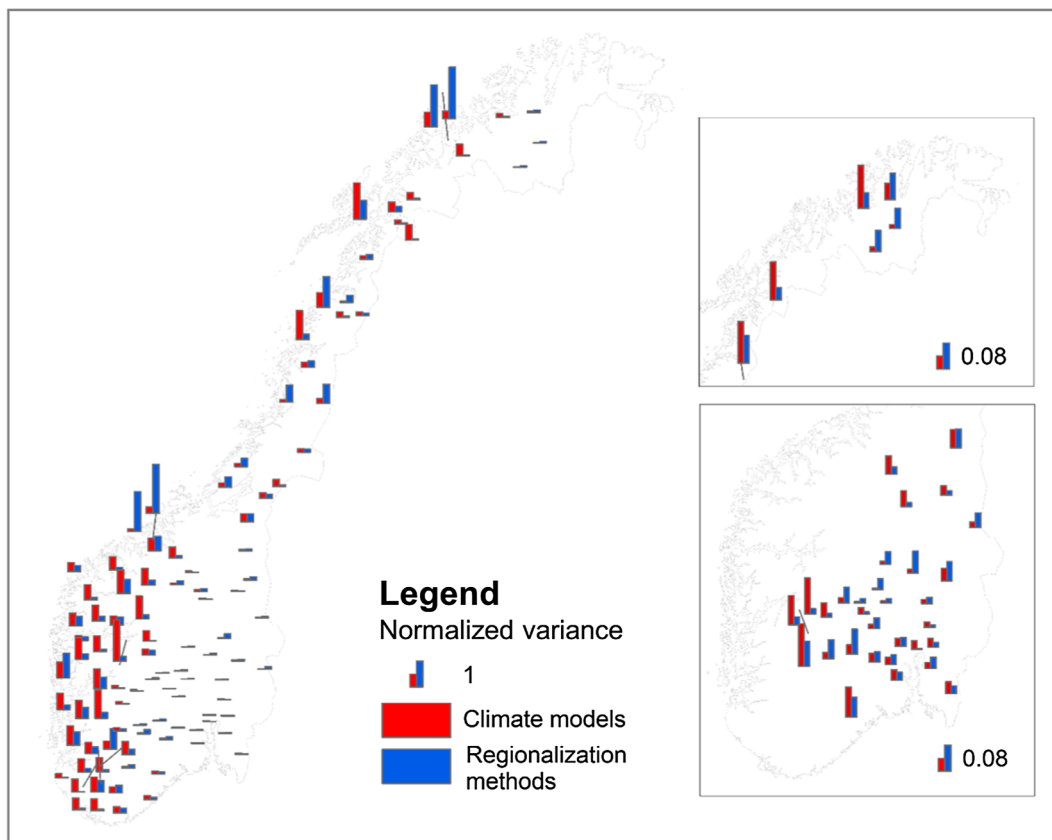 0.08
Legend
Normalized variance
1
Climate models
Regionalization
methods
0.08